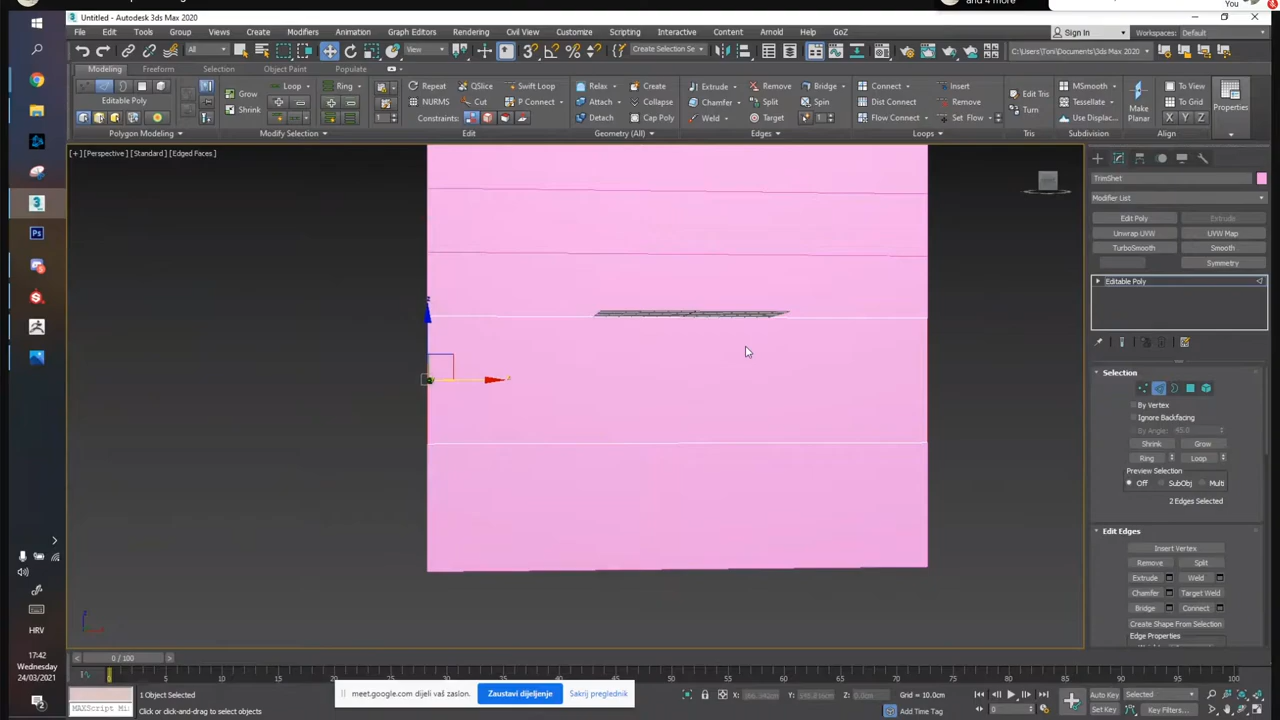 and 4 more
You
Untitled - Autodesk 3ds Max 2020
File Edit Tools Group Views Create Modifiers Animation Graph Editors Rendering Civil View Customize Scripting Interactive Content Arnold Help GoZ
Sign In
Workspaces: Default
All
View
Create Selection Se
C:\Users\Toni\Documents\3ds Max 2020
Modeling Freeform Selection Object Paint Populate
Editable Poly
Grow
Shrink
Loop
Ring
1
Repeat QSlice Swift Loop
NURMS Cut P Connect
Constraints:
Relax Create
Attach Collapse
Detach Cap Poly
Extrude Remove Bridge
Chamfer Split Spin
Weld Target 1
Connect Insert
Dist Connect Remove
Flow Connect Set Flow
Edit Tris
Turn
MSmooth
Tessellate
Use Displac...
Make Planar
To View
To Grid
X Y Z
Properties
Polygon Modeling Modify Selection Edit Geometry (All) Edges Loops Tris Subdivision Align
[+] [Perspective] [Standard] [Edged Faces]
TrimShet
Modifier List
Edit Poly Extrude
Unwrap UVW UVW Map
TurboSmooth Smooth
Symmetry
Editable Poly
Selection
By Vertex
Ignore Backfacing
By Angle: 45.0
Shrink Grow
Ring Loop
Preview Selection
Off SubObj Multi
2 Edges Selected
Edit Edges
Insert Vertex
Remove Split
Extrude Weld
Chamfer Target Weld
Bridge Connect
Create Shape From Selection
Edge Properties
HRV
17:42
Wednesday
24/03/2021
2
0 / 100
0 5 10 15 20 25 30 35 40 45 50 55 60 65 70 75 80 85 90 95 100
1 Object Selected
MAXScript Mi
Click or click-and-drag to select objects
meet.google.com dijeli vaš zaslon.
Zaustavi dijeljenje
Sakrij preglednik
X: Y: Z: 0.0cm
Grid = 10.0cm
Add Time Tag
0
Auto Key Selected
Set Key Key Filters...